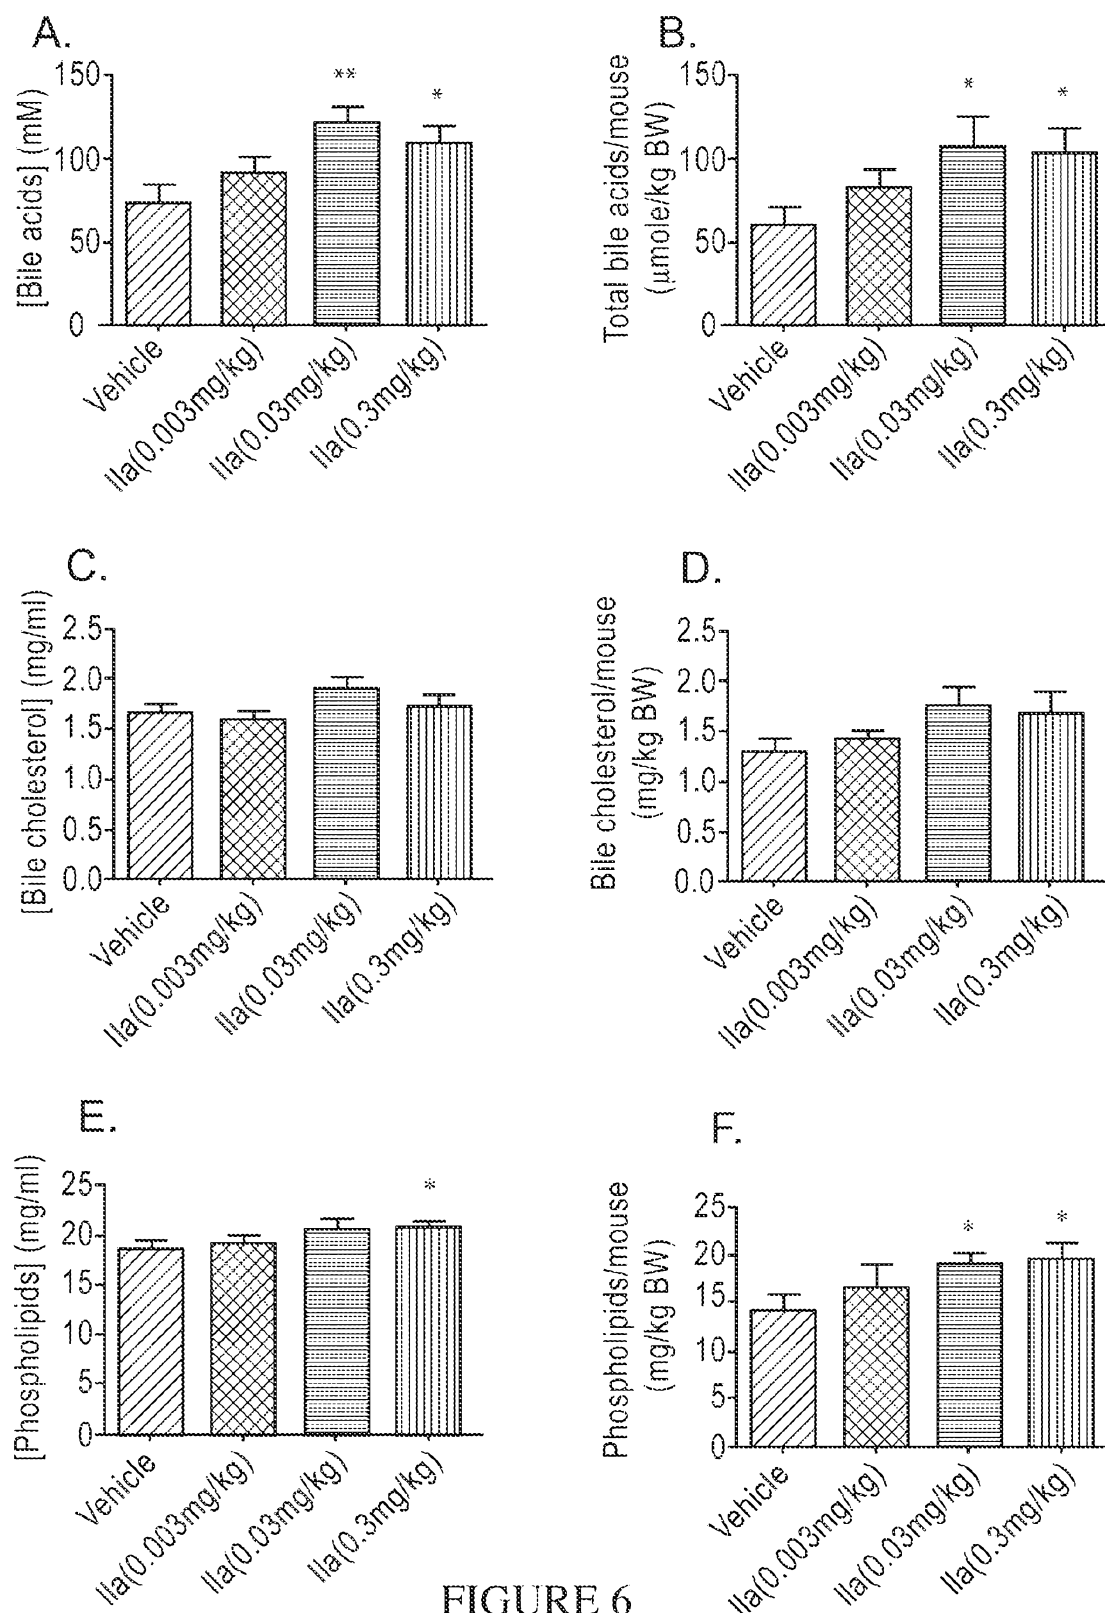 A.
[Bile acids] (mM)
150
100
50
0
**
*
Vehicle
IIa(0.003mg/kg)
IIa(0.03mg/kg)
IIa(0.3mg/kg)
B.
Total bile acids/mouse
(µmole/kg BW)
150
100
50
0
*
*
Vehicle
IIa(0.003mg/kg)
IIa(0.03mg/kg)
IIa(0.3mg/kg)
C.
[Bile cholesterol] (mg/ml)
2.5
2.0
1.5
1.0
0.5
0.0
Vehicle
IIa(0.003mg/kg)
IIa(0.03mg/kg)
IIa(0.3mg/kg)
D.
Bile cholesterol/mouse
(mg/kg BW)
2.5
2.0
1.5
1.0
0.5
0.0
Vehicle
IIa(0.003mg/kg)
IIa(0.03mg/kg)
IIa(0.3mg/kg)
E.
[Phospholipids] (mg/ml)
25
20
15
10
5
0
*
Vehicle
IIa(0.003mg/kg)
IIa(0.03mg/kg)
IIa(0.3mg/kg)
F.
Phospholipids/mouse
(mg/kg BW)
25
20
15
10
5
0
*
*
Vehicle
IIa(0.003mg/kg)
IIa(0.03mg/kg)
IIa(0.3mg/kg)
FIGURE 6